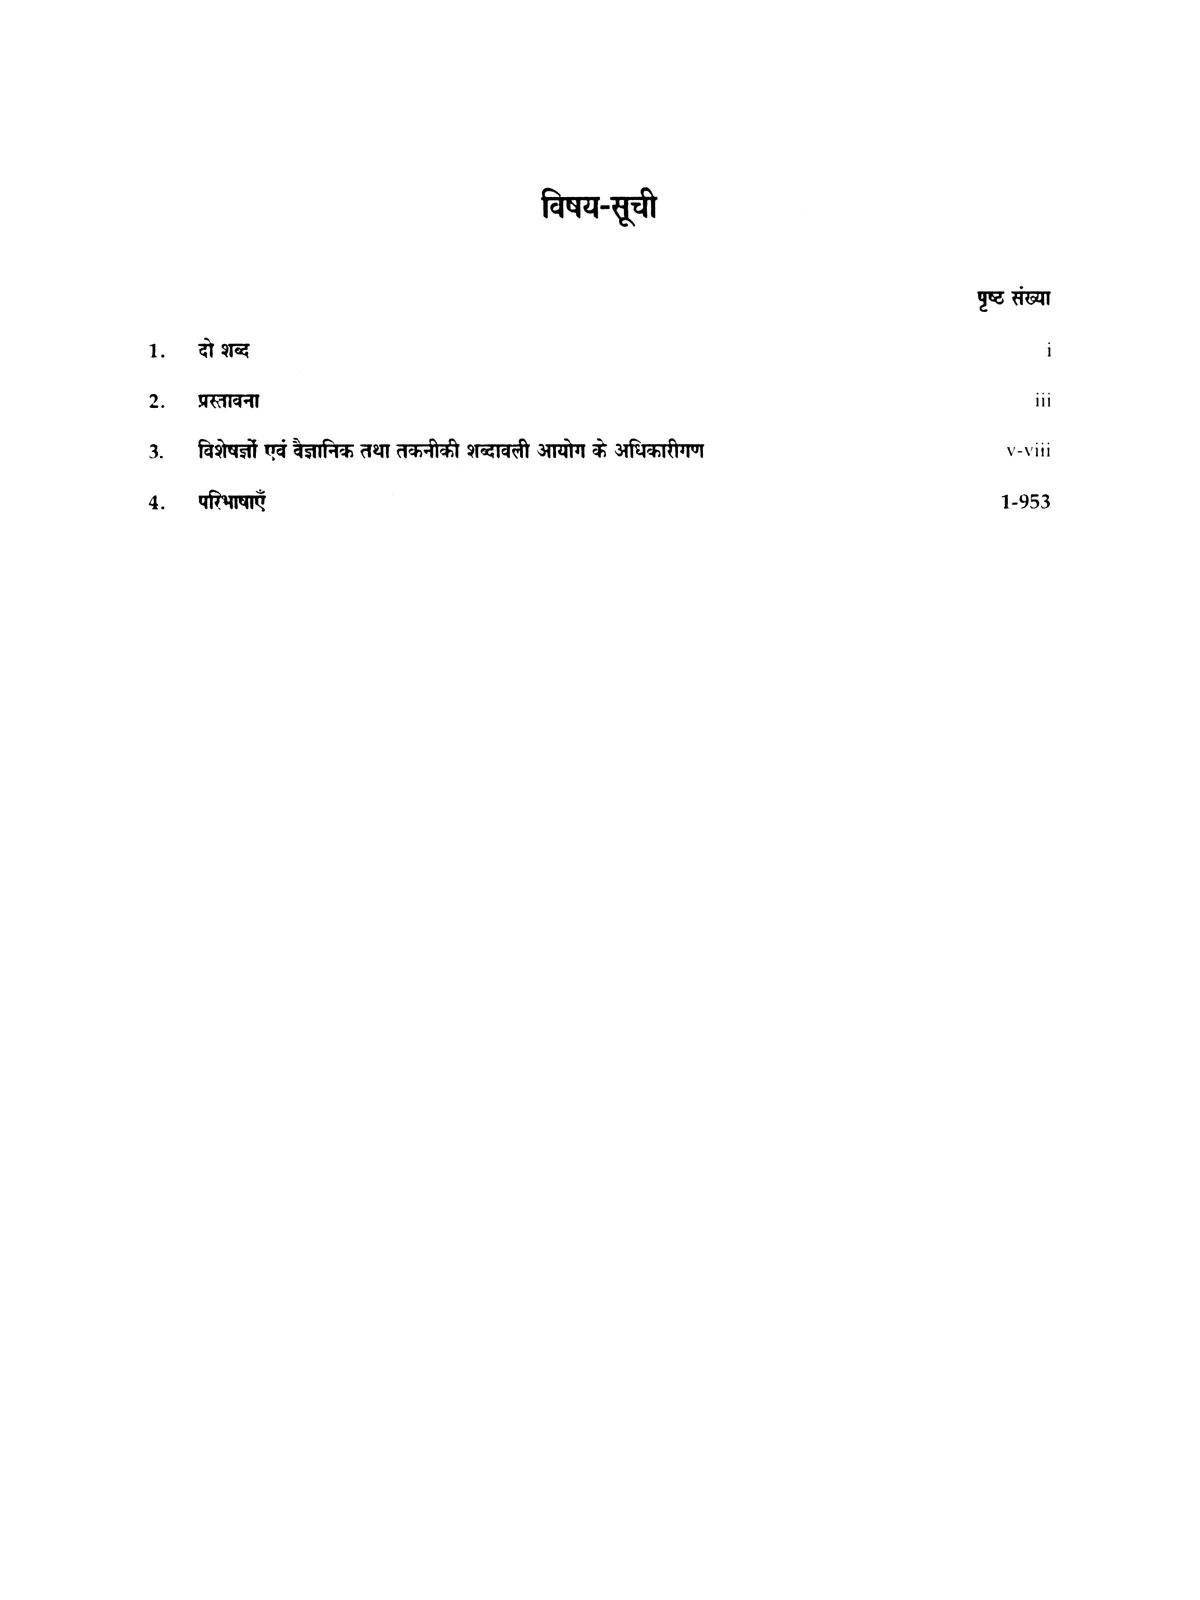 विषय-सूची
पृष्ठ संख्या
1. दो शब्द i
2. प्रस्तावना iii
3. विशेषज्ञों एवं वैज्ञानिक तथा तकनीकी शब्दावली आयोग के अधिकारीगण v-viii
4. परिभाषाएँ 1-953